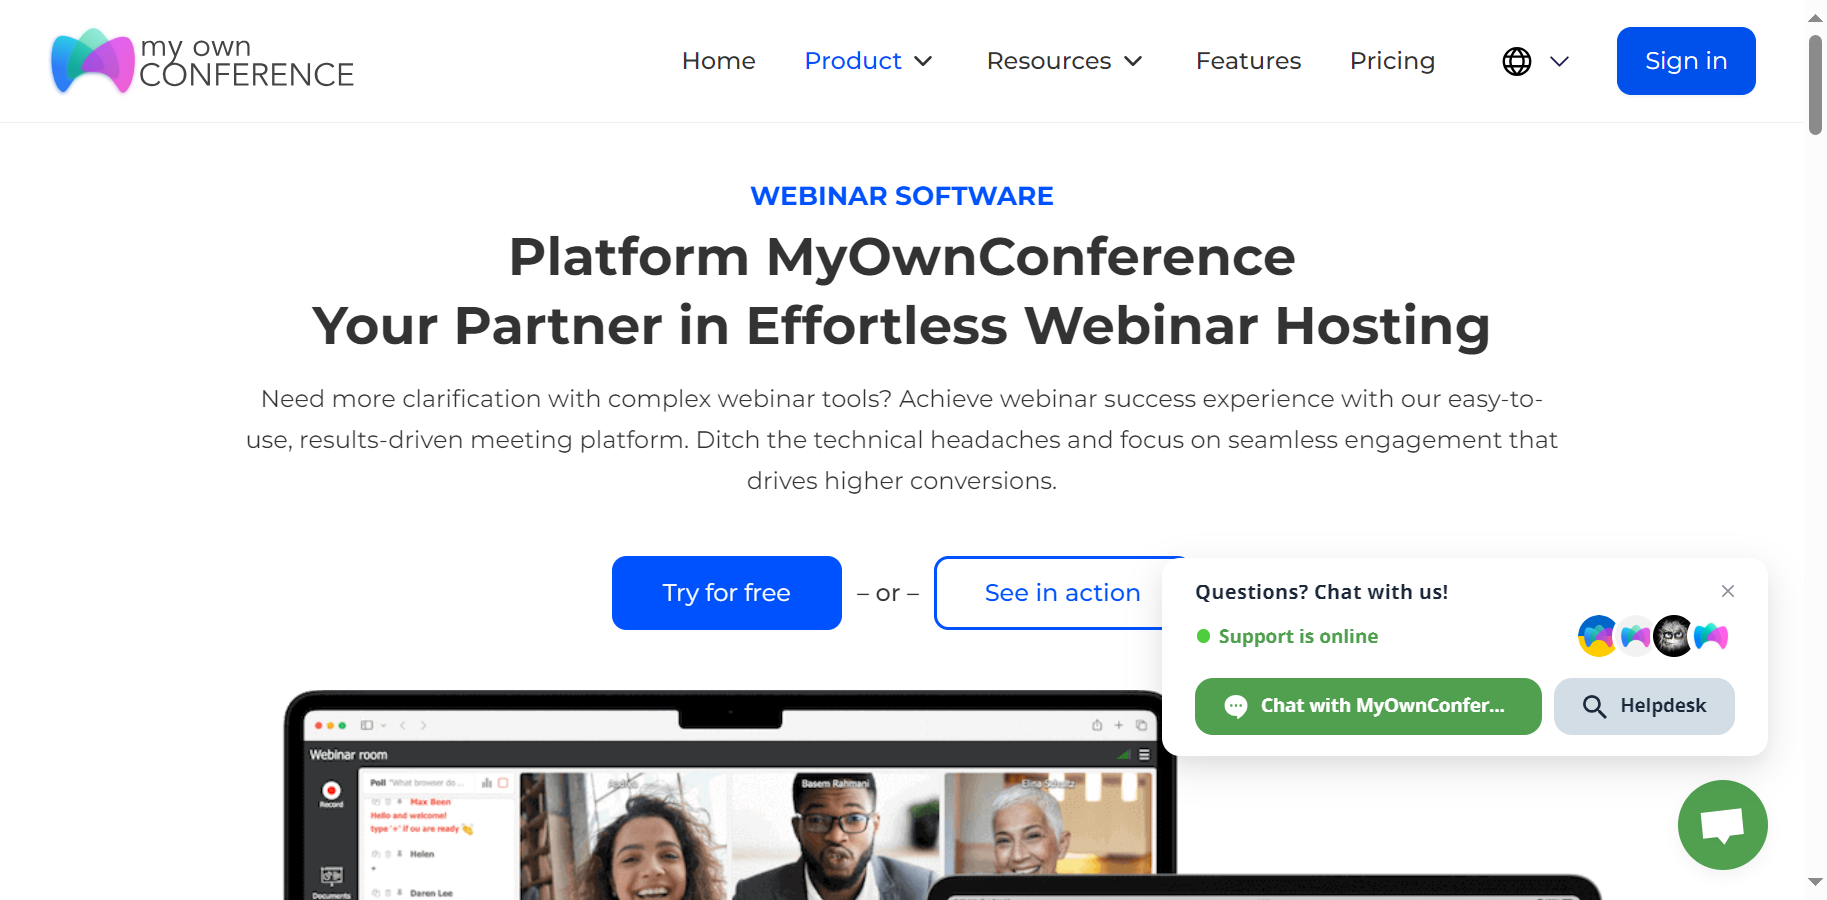 my own
CONFERENCE
Home
Product
Resources
Features
Pricing
Sign in
WEBINAR SOFTWARE
Platform MyOwnConference
Your Partner in Effortless Webinar Hosting
Need more clarification with complex webinar tools? Achieve webinar success experience with our easy-to-
use, results-driven meeting platform. Ditch the technical headaches and focus on seamless engagement that
drives higher conversions.
Try for free
– or –
See in action
Questions? Chat with us!
Support is online
Chat with MyOwnConfer...
Helpdesk
Webinar room
Record
Documents
Poll "What browser do ...
Max Been
Hello and welcome!
type '+' if ou are ready
Helen
+
Daren Lee
Basem Rahmani